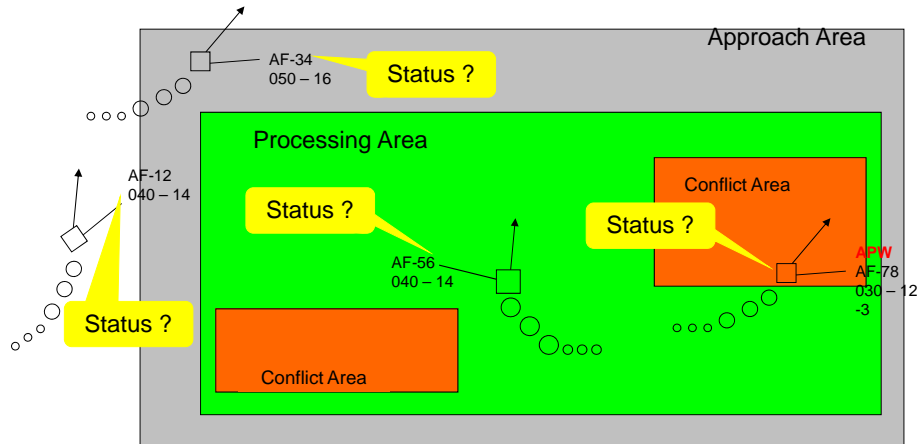 Approach Area
AF-34
050 – 16
Status ?
Processing Area
AF-12
040 – 14
Conflict Area
Status ?
Status ?
APW
AF-56
040 – 14
AF-78
030 – 12
-3
Status ?
Conflict Area